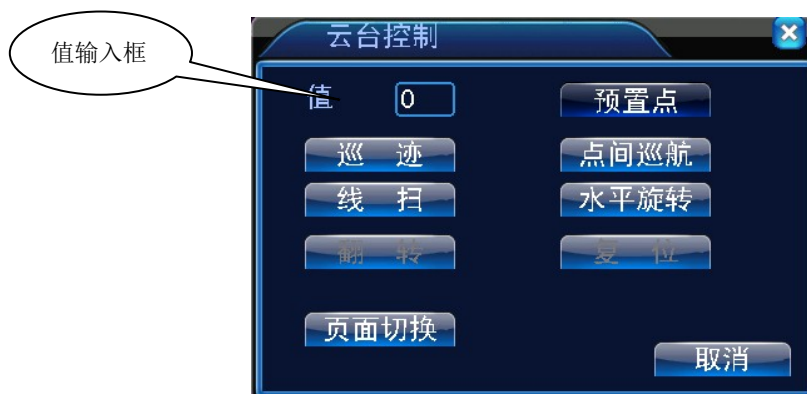 值输入框
云台控制
值 0 预置点
巡 迹 点间巡航
线 扫 水平旋转
翻 转 复 位
页面切换
取消